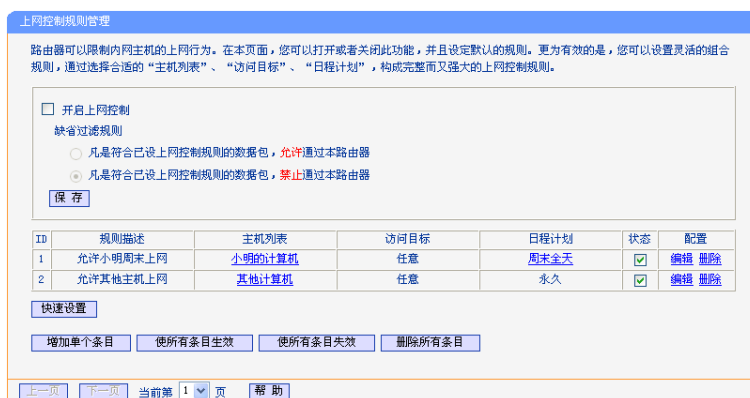 上网控制规则管理
路由器可以限制内网主机的上网行为。在本页面，您可以打开或者关闭此功能，并且设定默认的规则。更为有效的是，您可以设置灵活的组合
规则，通过选择合适的“主机列表”、“访问目标”、“日程计划”，构成完整而又强大的上网控制规则。
开启上网控制
缺省过滤规则
凡是符合已设上网控制规则的数据包，允许通过本路由器
凡是符合已设上网控制规则的数据包，禁止通过本路由器
保 存
ID 规则描述 主机列表 访问目标 日程计划 状态 配置
1 允许小明周末上网 小明的计算机 任意 周末全天 编辑 删除
2 允许其他主机上网 其他计算机 任意 永久 编辑 删除
快速设置
增加单个条目 使所有条目生效 使所有条目失效 删除所有条目
上一页 下一页 当前第 1 页 帮 助